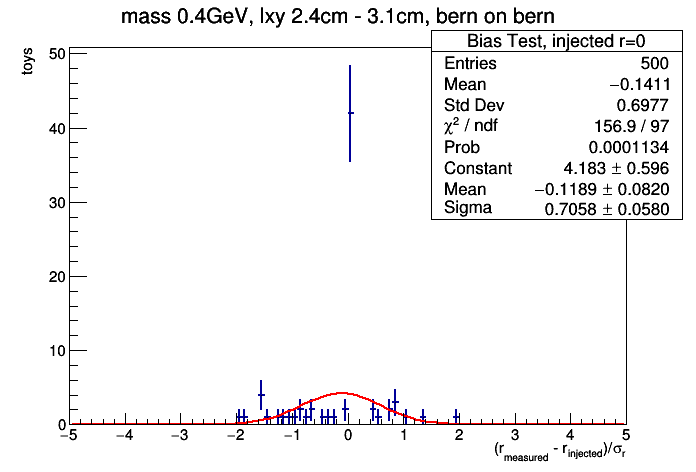 mass 0.4GeV, lxy 2.4cm - 3.1cm, bern on bern
Bias Test, injected r=0
Entries 500
Mean −0.1411
Std Dev 0.6977
χ² / ndf 156.9 / 97
Prob 0.0001134
Constant 4.183 ± 0.596
Mean −0.1189 ± 0.0820
Sigma 0.7058 ± 0.0580
toys
50
40
30
20
10
0
−5 −4 −3 −2 −1 0 1 2 3 4 5
(r_measured - r_injected)/σ_r